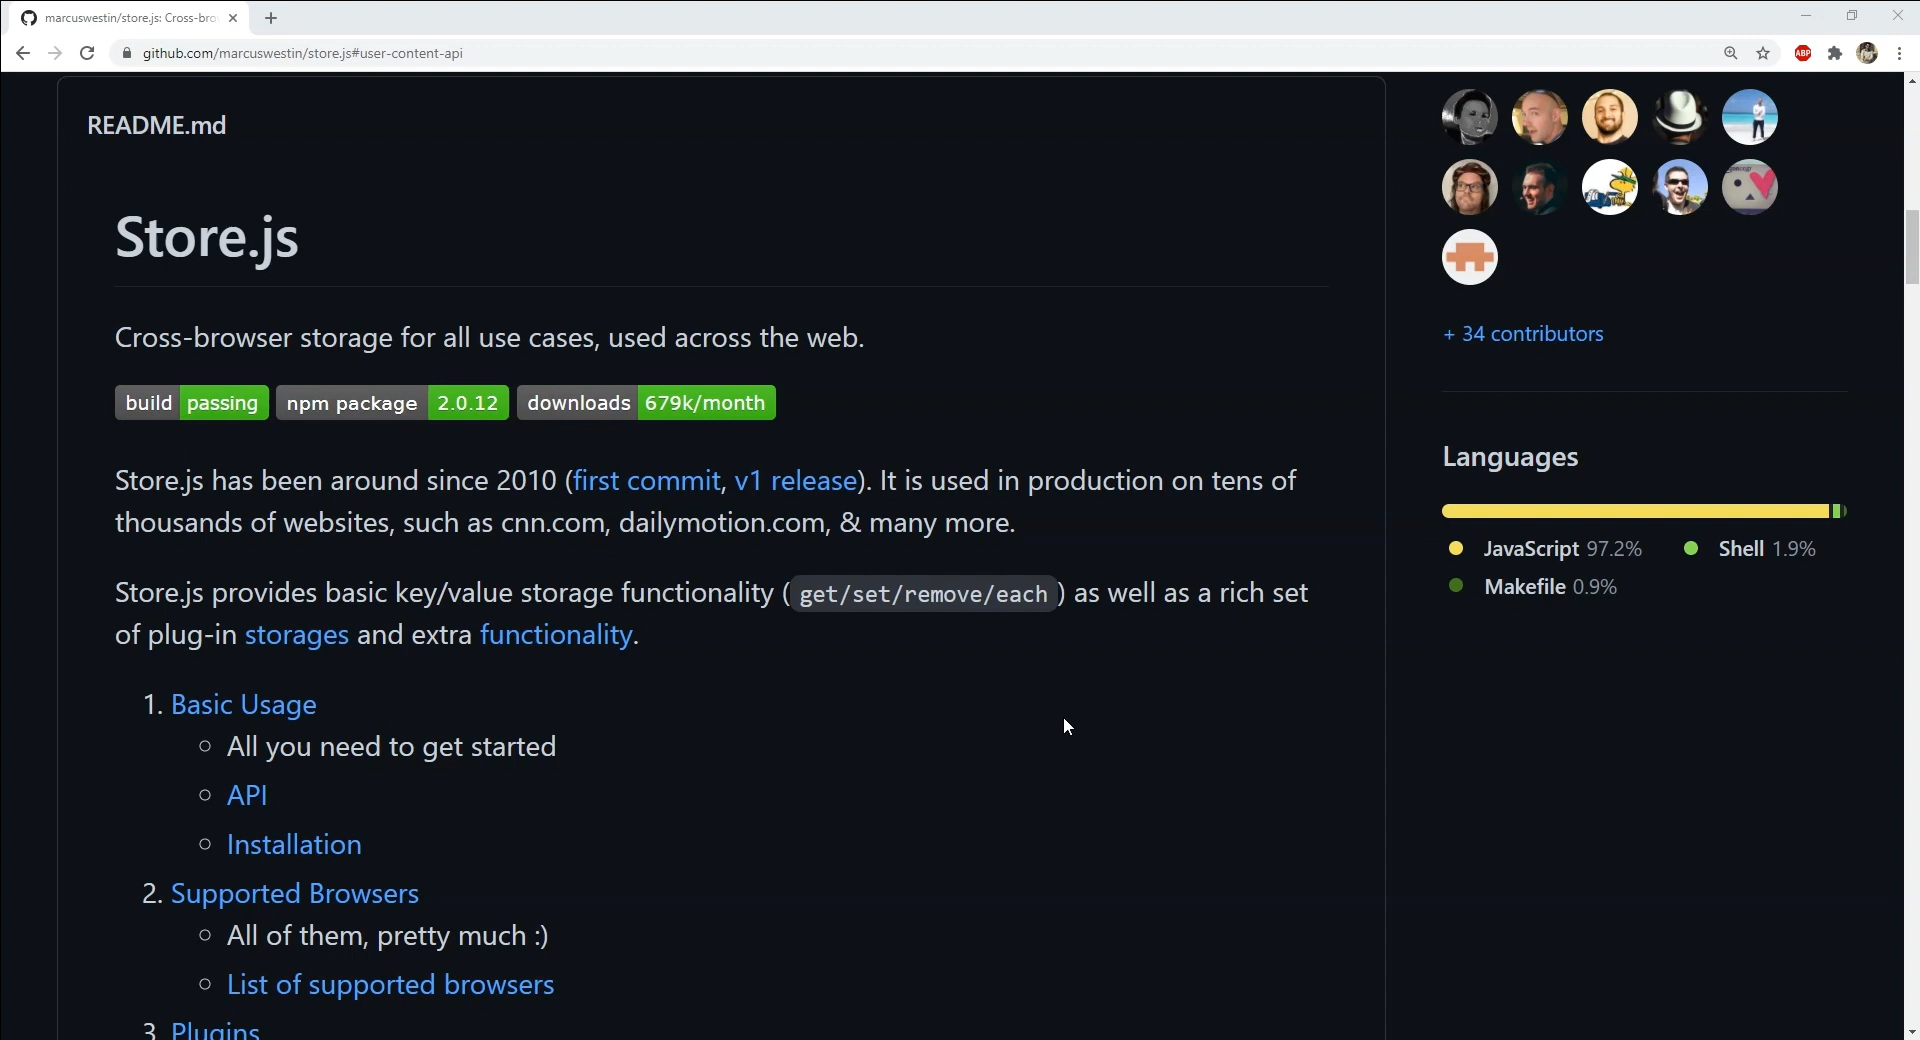 marcuswestin/store.js: Cross-bro
github.com/marcuswestin/store.js#user-content-api
ABP
README.md
Store.js
Cross-browser storage for all use cases, used across the web.
build passing npm package 2.0.12 downloads 679k/month
Store.js has been around since 2010 (first commit, v1 release). It is used in production on tens of
thousands of websites, such as cnn.com, dailymotion.com, & many more.
Store.js provides basic key/value storage functionality (get/set/remove/each) as well as a rich set
of plug-in storages and extra functionality.
1. Basic Usage
All you need to get started
API
Installation
2. Supported Browsers
All of them, pretty much :)
List of supported browsers
3. Plugins
+ 34 contributors
Languages
JavaScript 97.2% Shell 1.9%
Makefile 0.9%